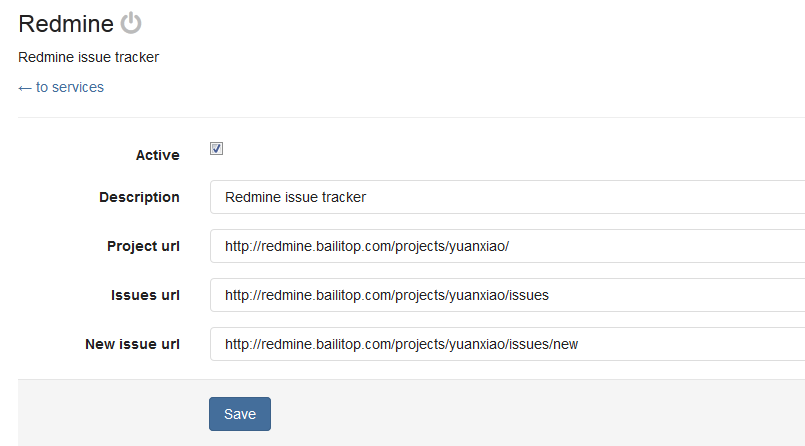 Redmine
Redmine issue tracker
← to services
Active
Description Redmine issue tracker
Project url http://redmine.bailitop.com/projects/yuanxiao/
Issues url http://redmine.bailitop.com/projects/yuanxiao/issues
New issue url http://redmine.bailitop.com/projects/yuanxiao/issues/new
Save